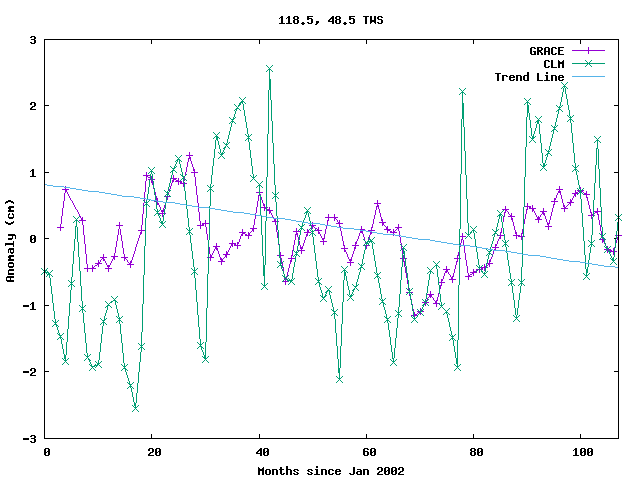 118.5, 48.5 TWS
GRACE
CLM
Trend Line
3
2
1
0
-1
-2
-3
Anomaly (cm)
0 20 40 60 80 100
Months since Jan 2002